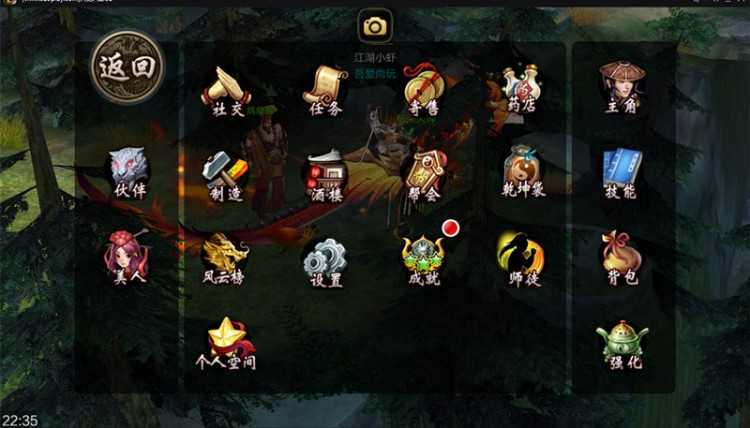 返回
江湖小虾
吾爱尚玩
社交
任务
寄售
药店
主角
伙伴
制造
酒楼
帮会
乾坤袋
技能
美人
风云榜
设置
成就
师徒
背包
个人空间
强化
22:35